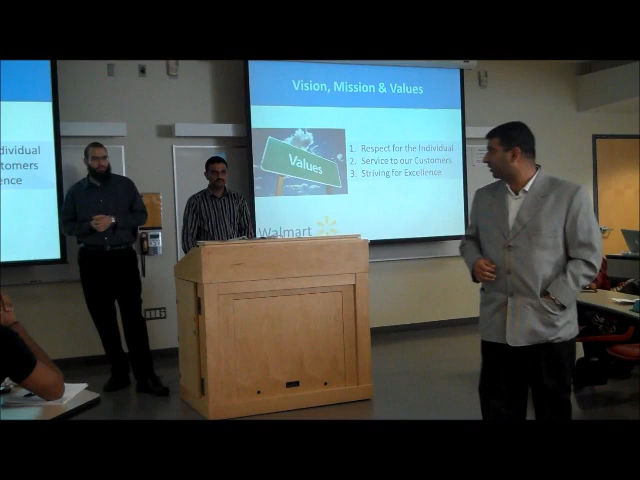 dividual
stomers
ence
Vision, Mission & Values
Values
1. Respect for the Individual
2. Service to our Customers
3. Striving for Excellence
Walmart